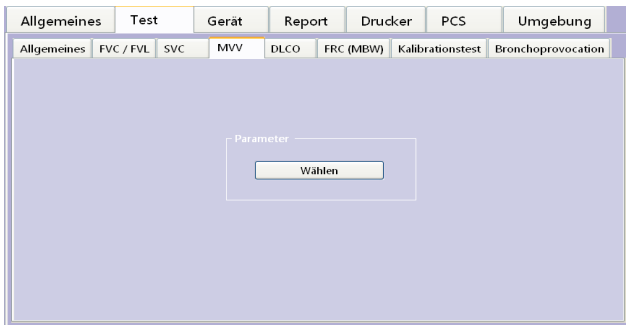 Allgemeines Test Gerät Report Drucker PCS Umgebung
Allgemeines FVC / FVL SVC MVV DLCO FRC (MBW) Kalibrationstest Bronchoprovocation
Parameter
Wählen